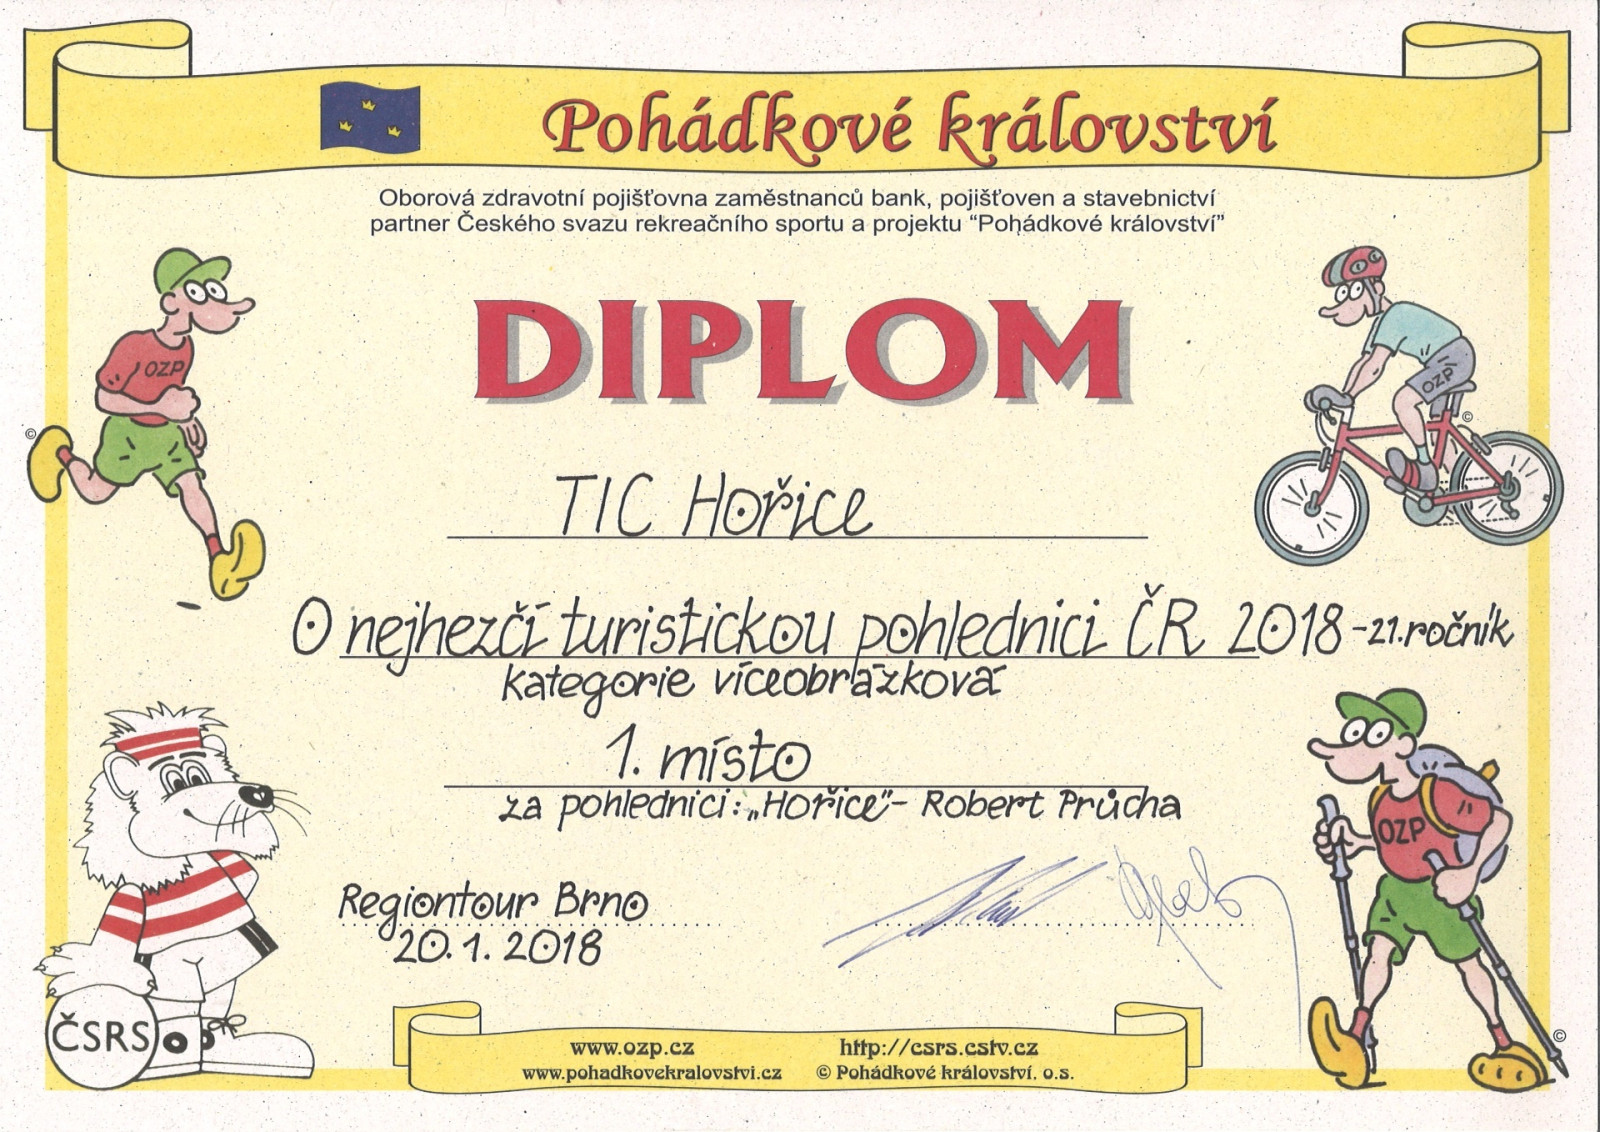 Pohádkové království
Oborová zdravotní pojišťovna zaměstnanců bank, pojišťoven a stavebnictví
partner Českého svazu rekreačního sportu a projektu “Pohádkové království”
DIPLOM
OZP
OZP
©
©
TIC Hořice
O nejhezčí turistickou pohlednici ČR 2018 - 21. ročník
kategorie víceobrázková
1. místo
za pohlednici: „Hořice“ - Robert Průcha
OZP
Regiontour Brno
20. 1. 2018
ČSRS
©
www.ozp.cz http://csrs.cstv.cz
www.pohadkovekralovstvi.cz © Pohádkové království. o.s.